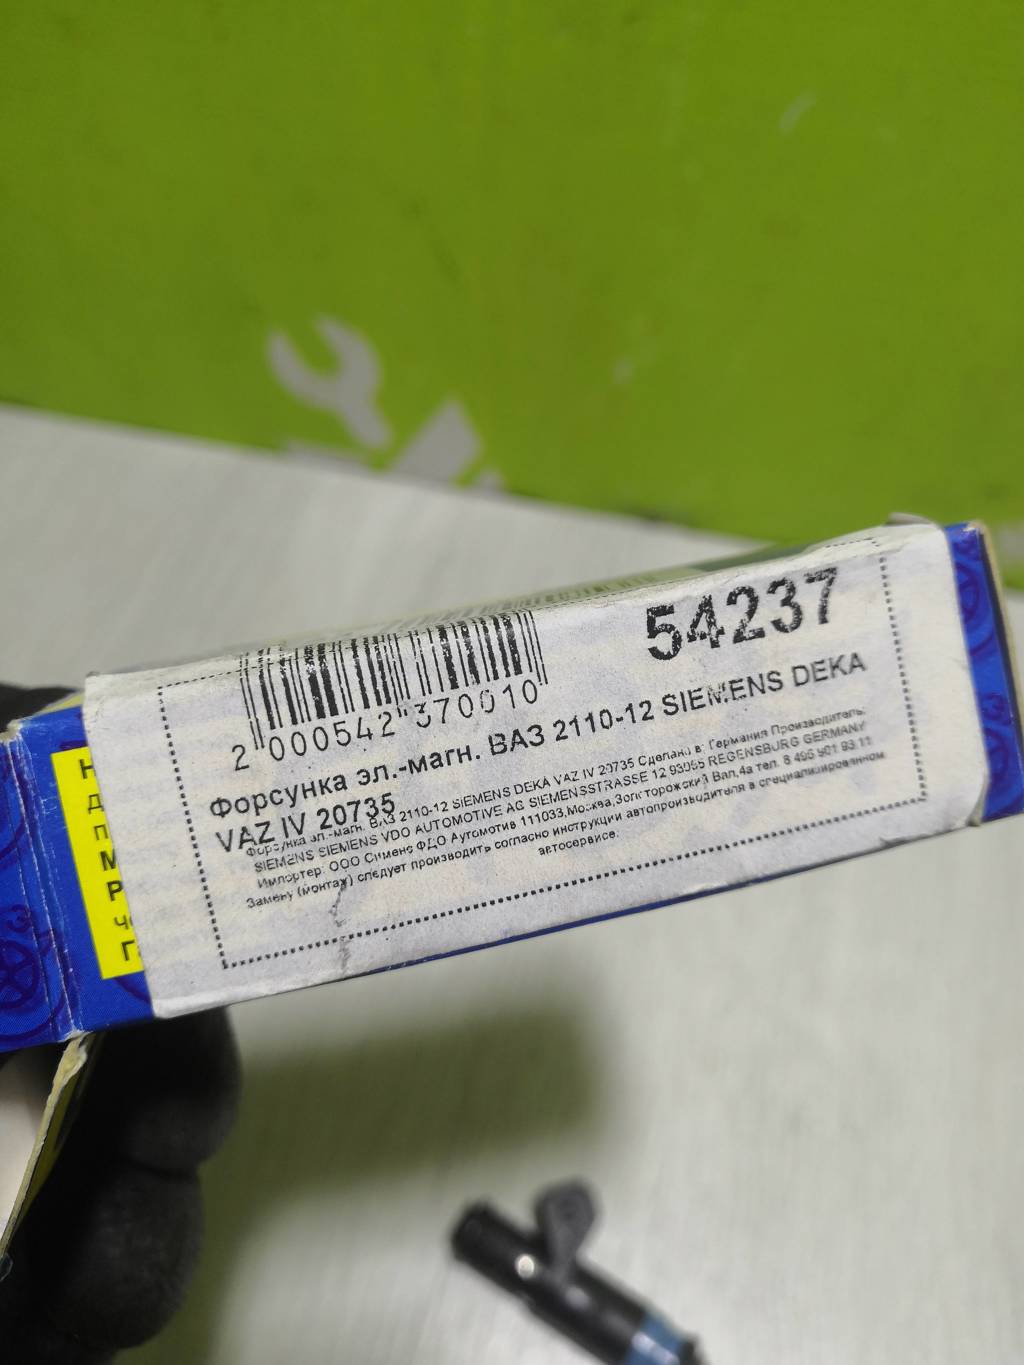 54237
2 000542 370010
Форсунка эл.-магн. ВАЗ 2110-12 SIEMENS DEKA
VAZ IV 20735
Форсунка эл.-магн. ВАЗ 2110-12 SIEMENS DEKA VAZ IV 20735 Сделано в: Германия Производитель:
SIEMENS SIEMENS VDO AUTOMOTIVE AG SIEMENSSTRASSE 12 93055 REGENSBURG GERMANY
Импортер: ООО Сименс ФДО Аутомотив 111033,Москва,Золоторожский Вал,4а тел. 8 495 901 93 11
Замену (монтаж) следует производить согласно инструкции автопроизводителя в специализированном
автосервисе.